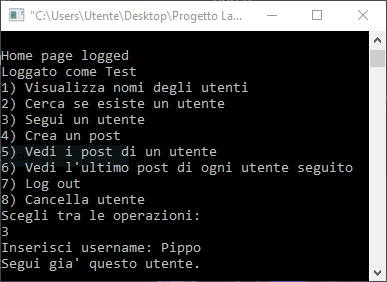 "C:\Users\Utente\Desktop\Progetto La...
Home page logged
Loggato come Test
1) Visualizza nomi degli utenti
2) Cerca se esiste un utente
3) Segui un utente
4) Crea un post
5) Vedi i post di un utente
6) Vedi l'ultimo post di ogni utente seguito
7) Log out
8) Cancella utente
Scegli tra le operazioni:
3
Inserisci username: Pippo
Segui gia' questo utente.